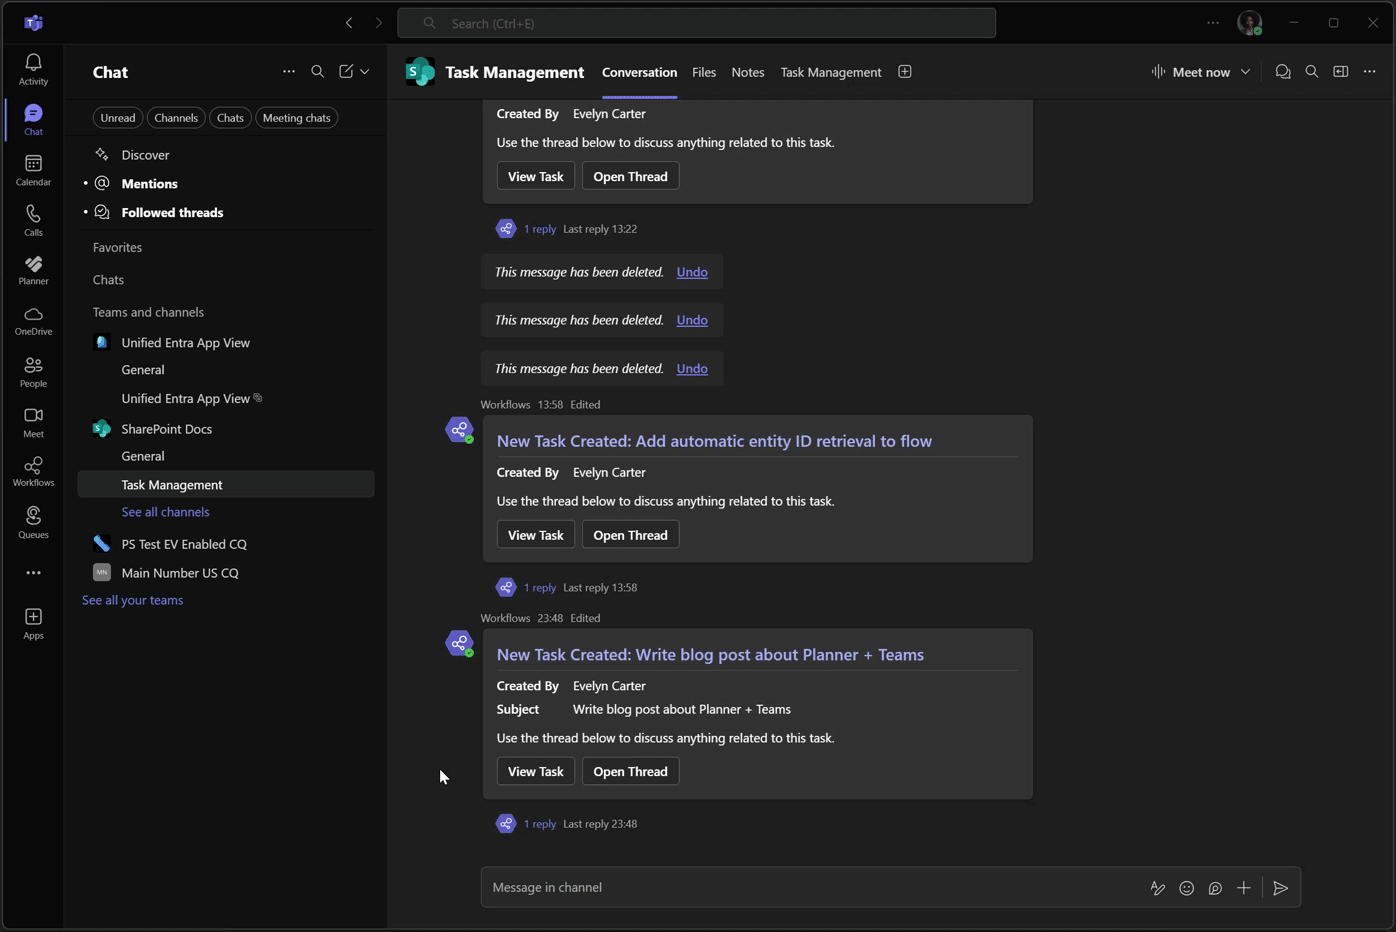 Search (Ctrl+E)
Activity
Chat
Calendar
Calls
Planner
OneDrive
People
Meet
Workflows
Queues
Apps
Chat
Unread
Channels
Chats
Meeting chats
Discover
Mentions
Followed threads
Favorites
Chats
Teams and channels
Unified Entra App View
General
Unified Entra App View
SharePoint Docs
General
Task Management
See all channels
PS Test EV Enabled CQ
MN Main Number US CQ
See all your teams
S Task Management Conversation Files Notes Task Management Meet now
Created By Evelyn Carter
Use the thread below to discuss anything related to this task.
View Task Open Thread
1 reply Last reply 13:22
This message has been deleted. Undo
This message has been deleted. Undo
This message has been deleted. Undo
Workflows 13:58 Edited
New Task Created: Add automatic entity ID retrieval to flow
Created By Evelyn Carter
Use the thread below to discuss anything related to this task.
View Task Open Thread
1 reply Last reply 13:58
Workflows 23:48 Edited
New Task Created: Write blog post about Planner + Teams
Created By Evelyn Carter
Subject Write blog post about Planner + Teams
Use the thread below to discuss anything related to this task.
View Task Open Thread
1 reply Last reply 23:48
Message in channel